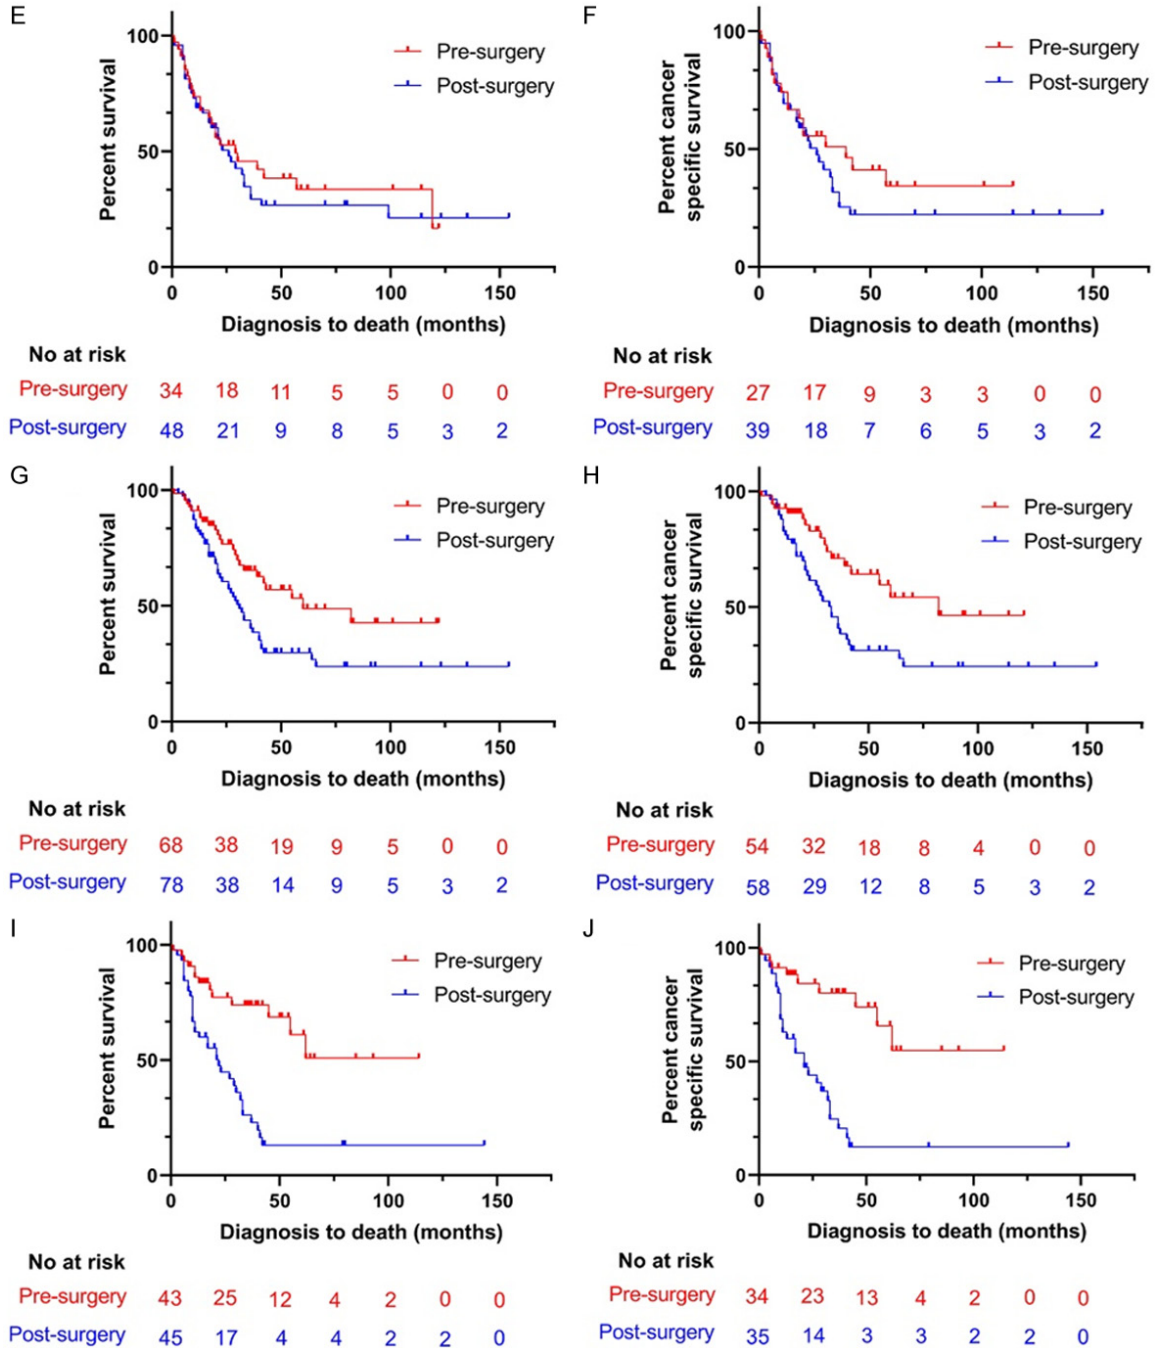 E
100
50
0
Percent survival
Pre-surgery
Post-surgery
0 50 100 150
Diagnosis to death (months)
No at risk
Pre-surgery 34 18 11 5 5 0 0
Post-surgery 48 21 9 8 5 3 2
F
100
50
0
Percent cancer
specific survival
Pre-surgery
Post-surgery
0 50 100 150
Diagnosis to death (months)
No at risk
Pre-surgery 27 17 9 3 3 0 0
Post-surgery 39 18 7 6 5 3 2
G
100
50
0
Percent survival
Pre-surgery
Post-surgery
0 50 100 150
Diagnosis to death (months)
No at risk
Pre-surgery 68 38 19 9 5 0 0
Post-surgery 78 38 14 9 5 3 2
H
100
50
0
Percent cancer
specific survival
Pre-surgery
Post-surgery
0 50 100 150
Diagnosis to death (months)
No at risk
Pre-surgery 54 32 18 8 4 0 0
Post-surgery 58 29 12 8 5 3 2
I
100
50
0
Percent survival
Pre-surgery
Post-surgery
0 50 100 150
Diagnosis to death (months)
No at risk
Pre-surgery 43 25 12 4 2 0 0
Post-surgery 45 17 4 4 2 2 0
J
100
50
0
Percent cancer
specific survival
Pre-surgery
Post-surgery
0 50 100 150
Diagnosis to death (months)
No at risk
Pre-surgery 34 23 13 4 2 0 0
Post-surgery 35 14 3 3 2 2 0